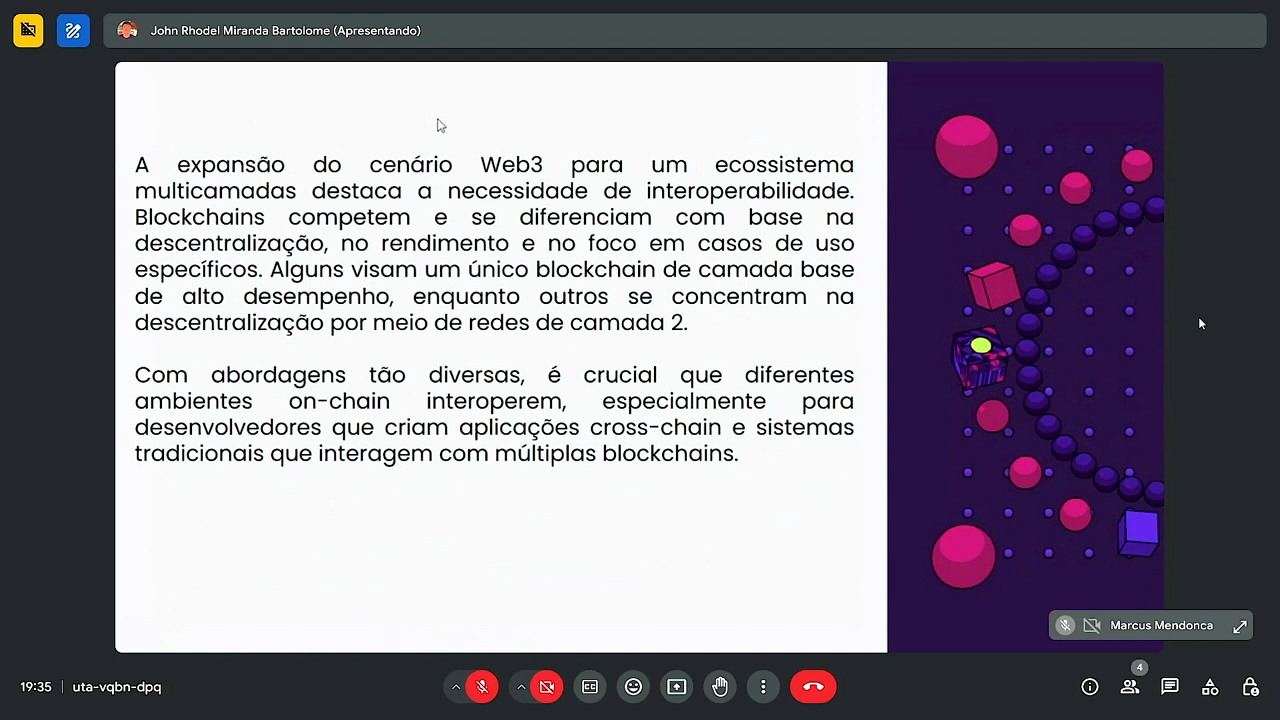 John Rhodel Miranda Bartolome (Apresentando)
A expansão do cenário Web3 para um ecossistema
multicamadas destaca a necessidade de interoperabilidade.
Blockchains competem e se diferenciam com base na
descentralização, no rendimento e no foco em casos de uso
específicos. Alguns visam um único blockchain de camada base
de alto desempenho, enquanto outros se concentram na
descentralização por meio de redes de camada 2.
Com abordagens tão diversas, é crucial que diferentes
ambientes on-chain interoperem, especialmente para
desenvolvedores que criam aplicações cross-chain e sistemas
tradicionais que interagem com múltiplas blockchains.
Marcus Mendonca
19:35 | uta-vqbn-dpq
4